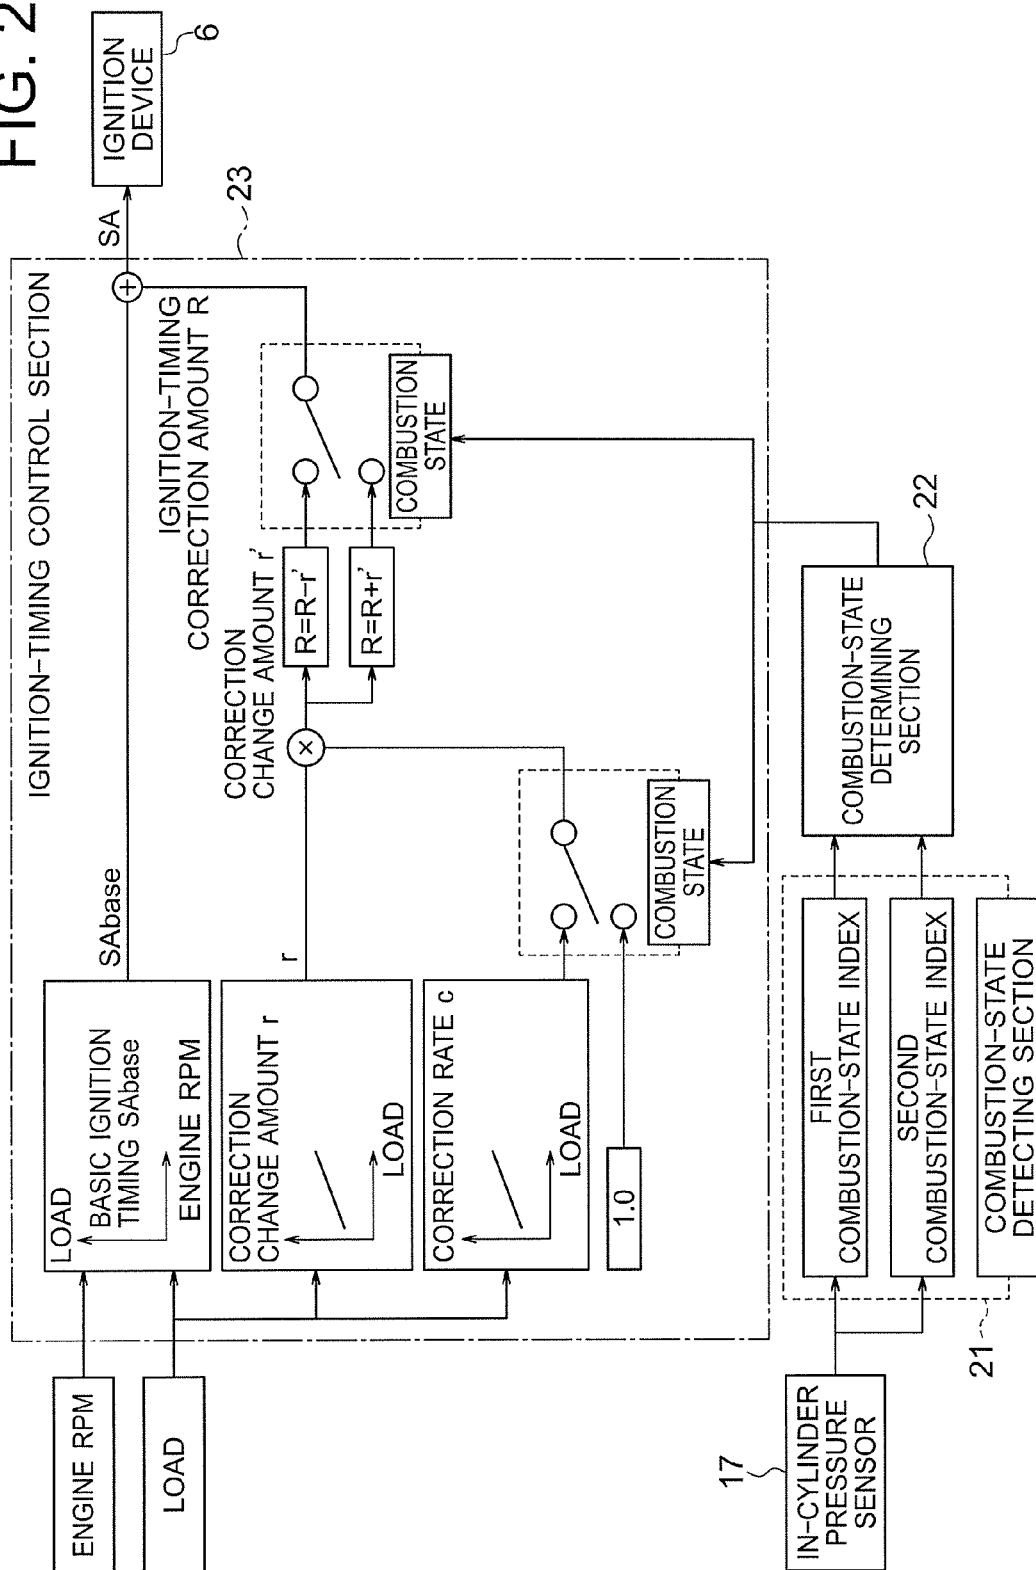 FIG. 2
IGNITION-TIMING CONTROL SECTION
ENGINE RPM
LOAD
LOAD
BASIC IGNITION
TIMING SAbase
ENGINE RPM
SAbase
SA
IGNITION
DEVICE
6
23
CORRECTION
CHANGE AMOUNT r
LOAD
r
CORRECTION
CHANGE AMOUNT r'
×
R=R-r'
R=R+r'
IGNITION-TIMING
CORRECTION AMOUNT R
+
COMBUSTION
STATE
CORRECTION RATE c
LOAD
1.0
COMBUSTION
STATE
17
IN-CYLINDER
PRESSURE
SENSOR
21
FIRST
COMBUSTION-STATE INDEX
SECOND
COMBUSTION-STATE INDEX
COMBUSTION-STATE
DETECTING SECTION
COMBUSTION-STATE
DETERMINING
SECTION
22